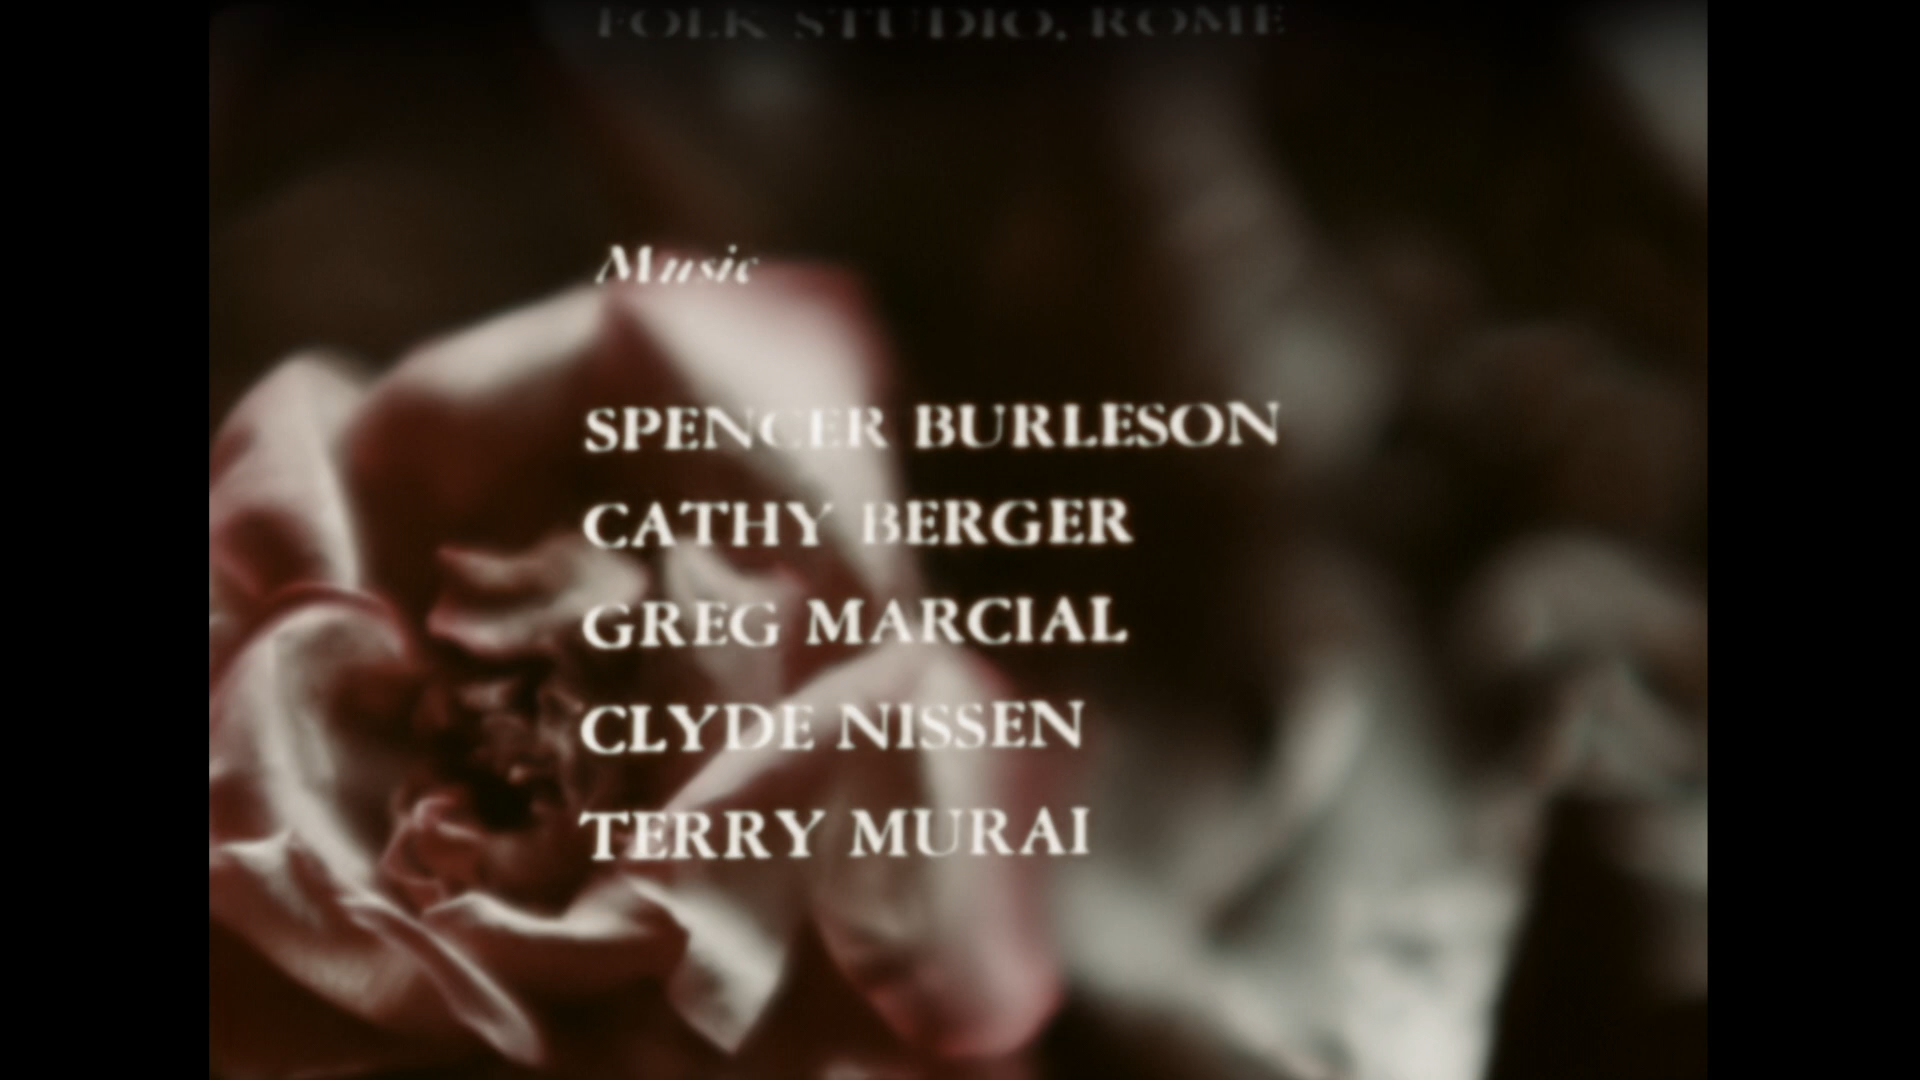 FOLK STUDIO, ROME
Music
SPENCER BURLESON
CATHY BERGER
GREG MARCIAL
CLYDE NISSEN
TERRY MURAI